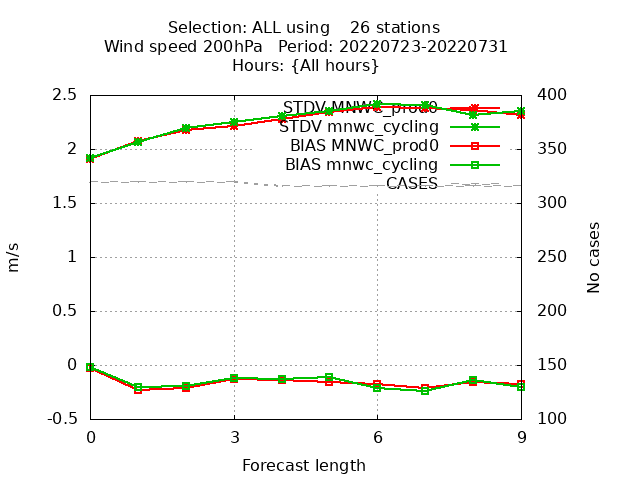 Selection: ALL using    26 stations
Wind speed 200hPa   Period: 20220723-20220731
Hours: {All hours}
2.5
2
1.5
1
0.5
0
-0.5
m/s
400
350
300
250
200
150
100
No cases
STDV MNWC_prod0
STDV mnwc_cycling
BIAS MNWC_prod0
BIAS mnwc_cycling
CASES
0 3 6 9
Forecast length